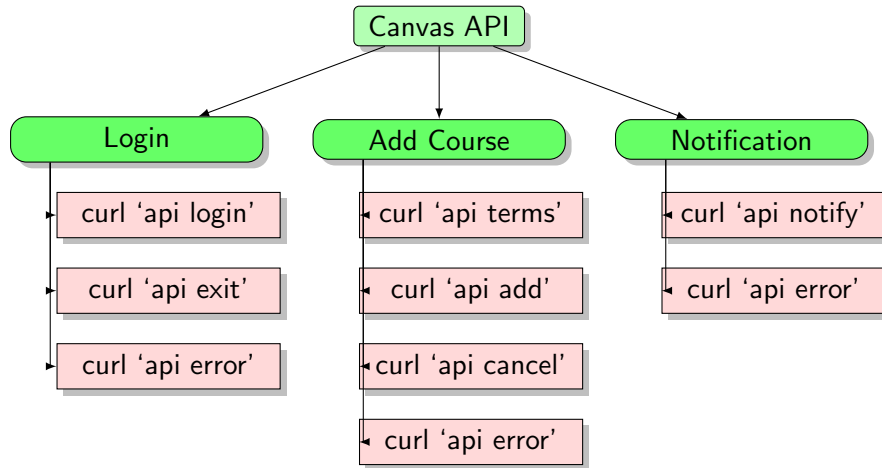 Canvas API
Login
Add Course
Notification
curl ‘api login’
curl ‘api terms’
curl ‘api notify’
curl ‘api exit’
curl ‘api add’
curl ‘api error’
curl ‘api error’
curl ‘api cancel’
curl ‘api error’